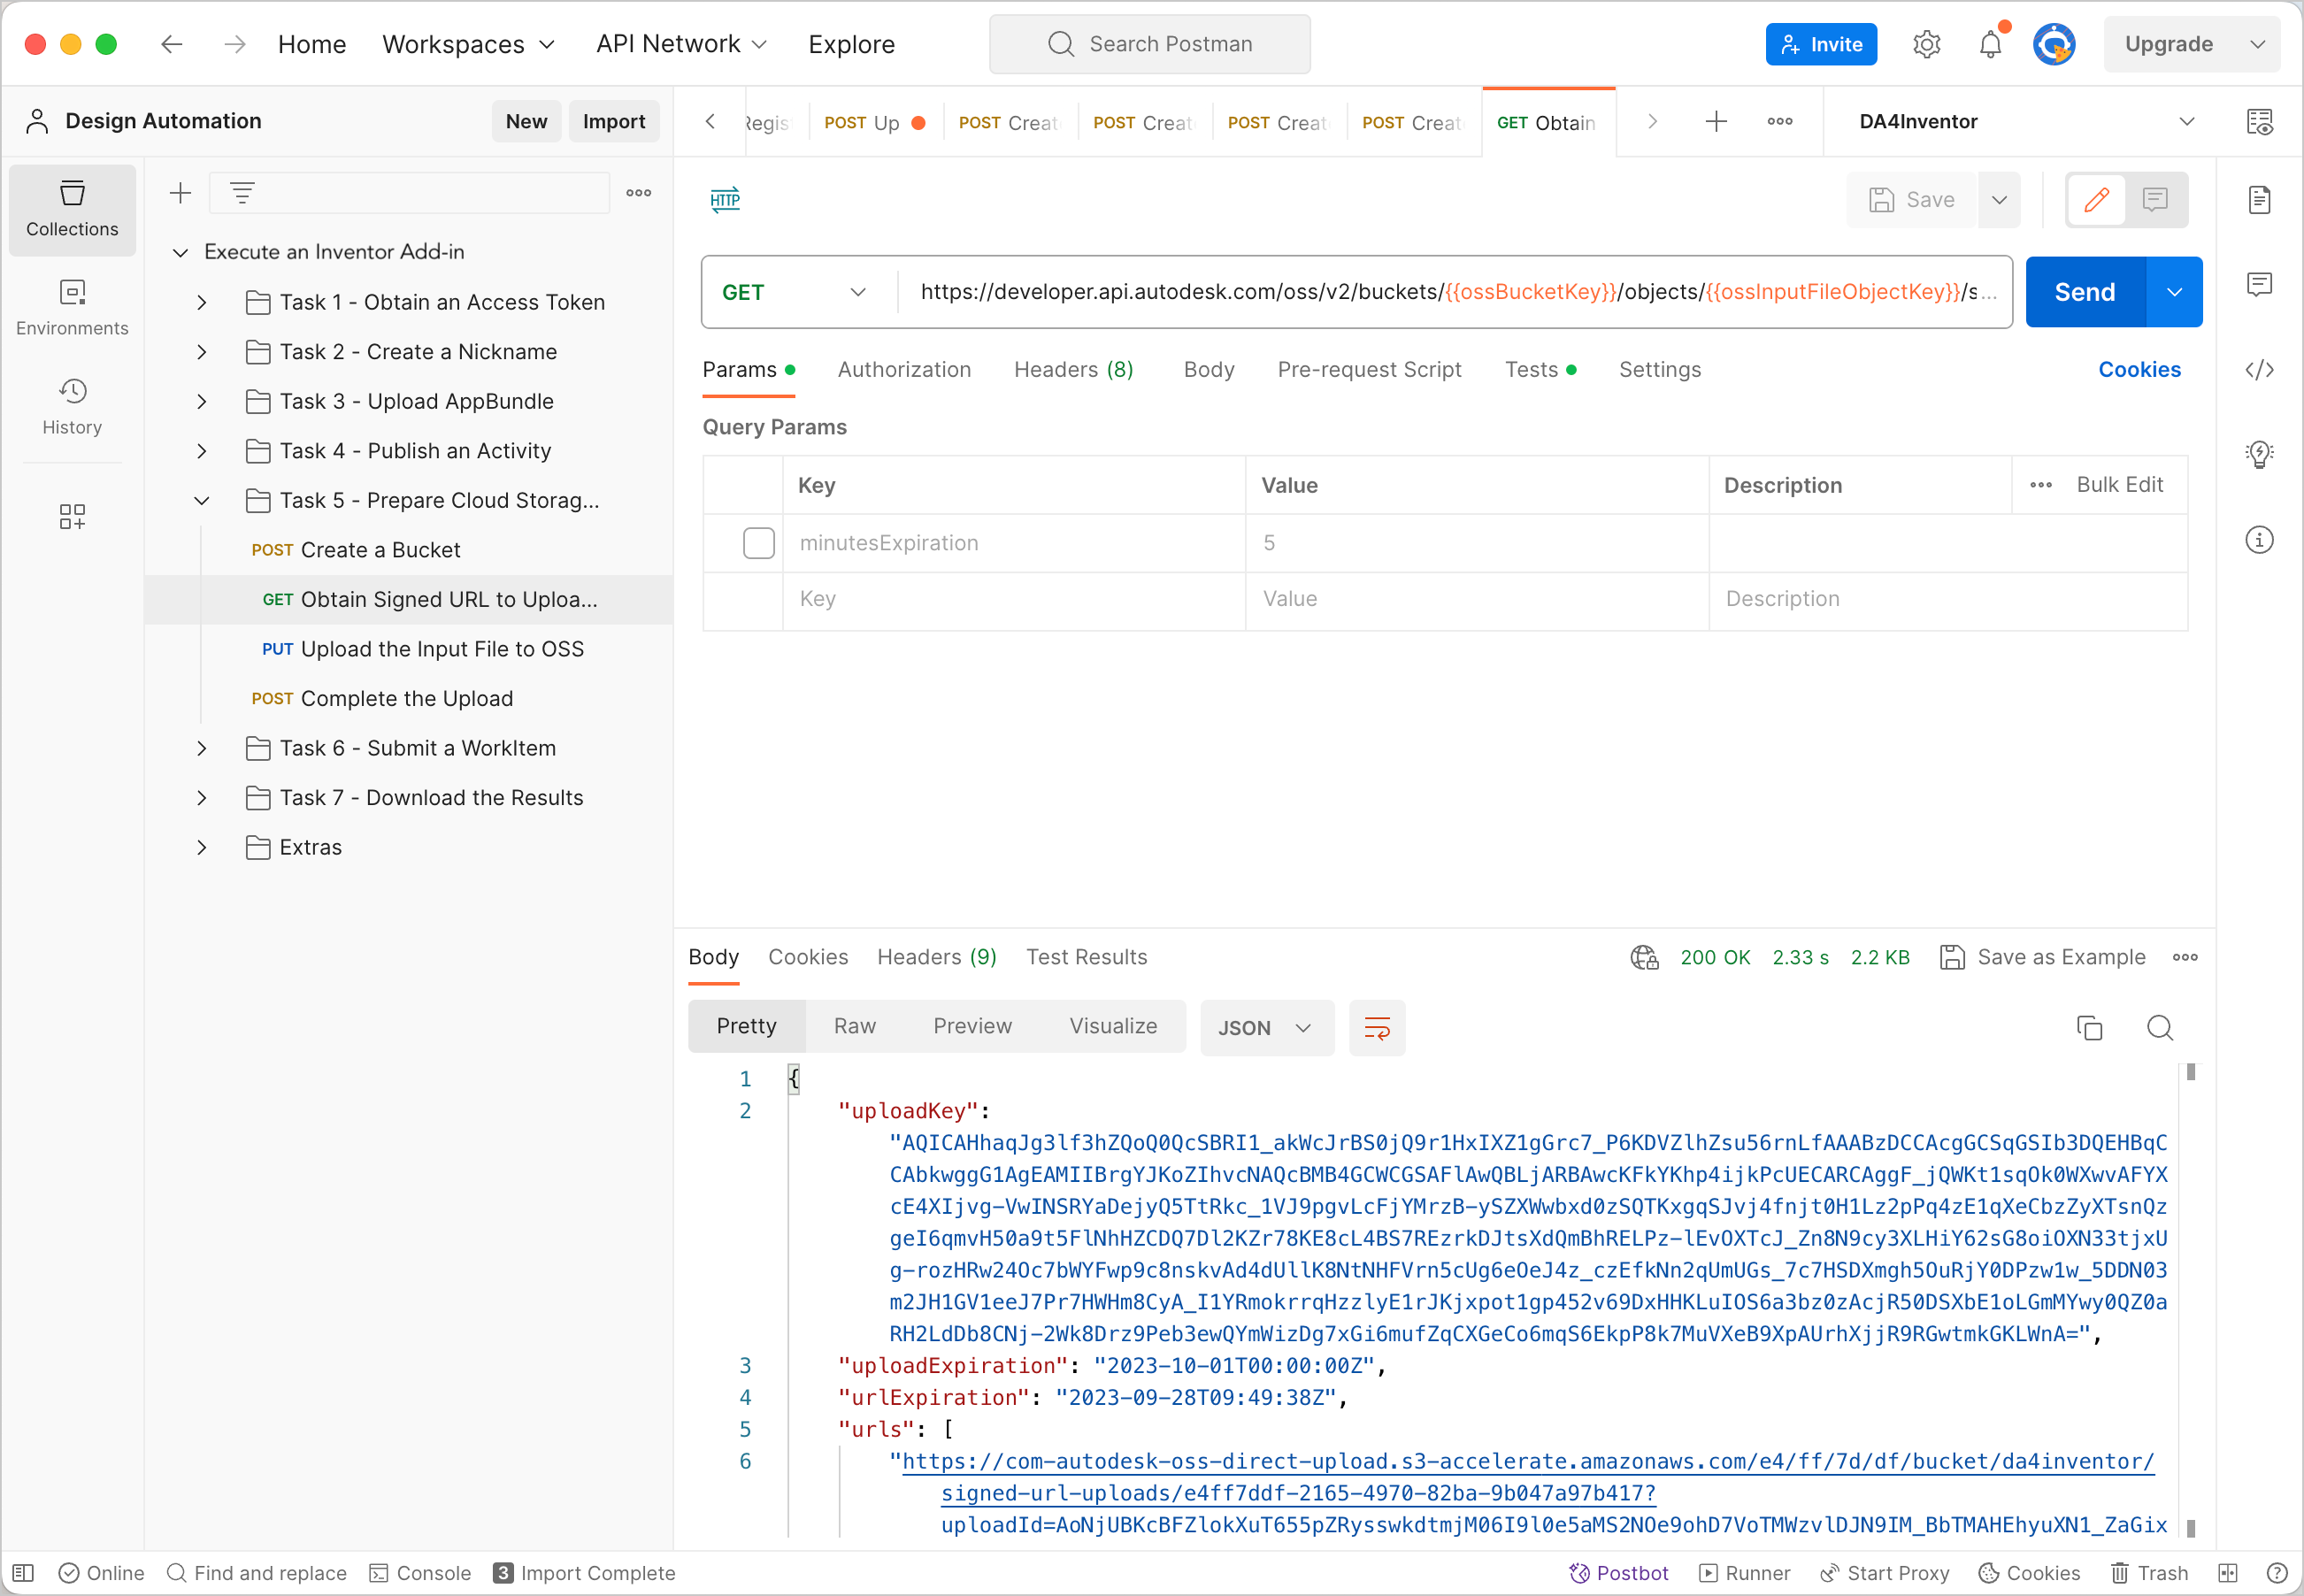 Home Workspaces API Network Explore Search Postman Invite Upgrade
Design Automation New Import POST Up POST Creat POST Creat POST Creat POST Creat GET Obtain DA4Inventor
Collections
Environments
History
Execute an Inventor Add-in
Task 1 - Obtain an Access Token
Task 2 - Create a Nickname
Task 3 - Upload AppBundle
Task 4 - Publish an Activity
Task 5 - Prepare Cloud Storag...
POST Create a Bucket
GET Obtain Signed URL to Uploa...
PUT Upload the Input File to OSS
POST Complete the Upload
Task 6 - Submit a WorkItem
Task 7 - Download the Results
Extras
HTTP Save
GET https://developer.api.autodesk.com/oss/v2/buckets/{{ossBucketKey}}/objects/{{ossInputFileObjectKey}}/s... Send
Params Authorization Headers (8) Body Pre-request Script Tests Settings Cookies
Query Params
Key Value Description Bulk Edit
minutesExpiration 5
Key Value Description
Body Cookies Headers (9) Test Results 200 OK 2.33 s 2.2 KB Save as Example
Pretty Raw Preview Visualize JSON
1 {
2 "uploadKey":
"AQICAHhaqJg3lf3hZQoQ0QcSBRI1_akWcJrBS0jQ9r1HxIXZ1gGrc7_P6KDVZlhZsu56rnLfAAABzDCCAcgGCSqGSIb3DQEHBqC
CAbkwggG1AgEAMIIBrgYJKoZIhvcNAQcBMB4GCWCGSAFlAwQBLjARBAwcKFkYKhp4ijkPcUECARCAggF_jQWKt1sqOk0WXwvAFYX
cE4XIjvg-VwINSRYaDejyQ5TtRkc_1VJ9pgvLcFjYMrzB-ySZXWwbxd0zSQTKxgqSJvj4fnjt0H1Lz2pPq4zE1qXeCbzZyXTsnQz
geI6qmvH50a9t5FlNhHZCDQ7Dl2KZr78KE8cL4BS7REzrkDJtsXdQmBhRELPz-lEvOXTcJ_Zn8N9cy3XLHiY62sG8oiOXN33tjxU
g-rozHRw24Oc7bWYFwp9c8nskvAd4dUllK8NtNHFVrn5cUg6eOeJ4z_czEfkNn2qUmUGs_7c7HSDXmgh5OuRjY0DPzw1w_5DDN03
m2JH1GV1eeJ7Pr7HWHm8CyA_I1YRmokrrqHzzlyE1rJKjxpot1gp452v69DxHHKLuIOS6a3bz0zAcjR50DSXbE1oLGmMYwy0QZ0a
RH2LdDb8CNj-2Wk8Drz9Peb3ewQYmWizDg7xGi6mufZqCXGeCo6mqS6EkpP8k7MuVXeB9XpAUrhXjjR9RGwtmkGKLWnA=",
3 "uploadExpiration": "2023-10-01T00:00:00Z",
4 "urlExpiration": "2023-09-28T09:49:38Z",
5 "urls": [
6 "https://com-autodesk-oss-direct-upload.s3-accelerate.amazonaws.com/e4/ff/7d/df/bucket/da4inventor/
signed-url-uploads/e4ff7ddf-2165-4970-82ba-9b047a97b417?
uploadId=AoNjUBKcBFZlokXuT655pZRysswkdtmjM06I9l0e5aMS2NOe9ohD7VoTMWzvlDJN9IM_BbTMAHEhyuXN1_ZaGix
Online Find and replace Console 3 Import Complete Postbot Runner Start Proxy Cookies Trash